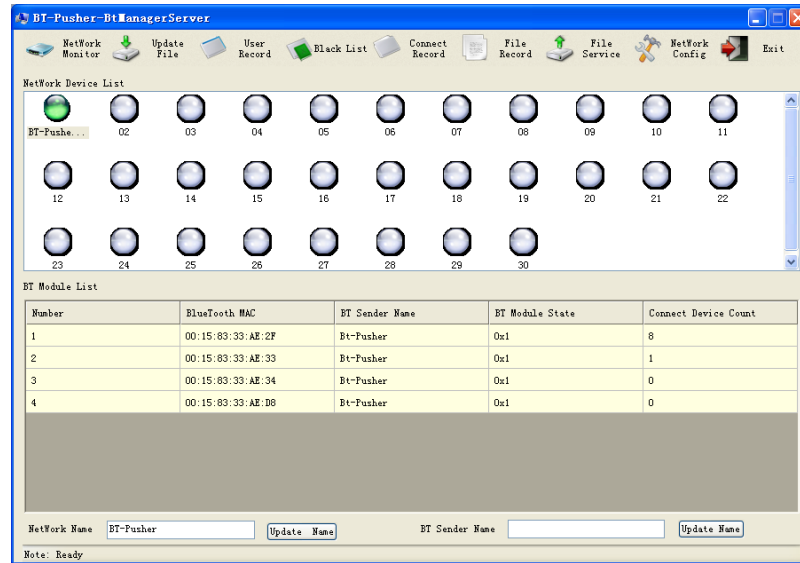 BT-Pusher-BtManagerServer
NetWork Monitor Update File User Record Black List Connect Record File Record File Service NetWork Config Exit
NetWork Device List
BT-Pushe... 02 03 04 05 06 07 08 09 10 11
12 13 14 15 16 17 18 19 20 21 22
23 24 25 26 27 28 29 30
BT Module List
Number BlueTooth MAC BT Sender Name BT Module State Connect Device Count
1 00:15:83:33:AE:2F Bt-Pusher 0x1 8
2 00:15:83:33:AE:33 Bt-Pusher 0x1 1
3 00:15:83:33:AE:34 Bt-Pusher 0x1 0
4 00:15:83:33:AE:D8 Bt-Pusher 0x1 0
NetWork Name BT-Pusher Update Name BT Sender Name Update Name
Note: Ready